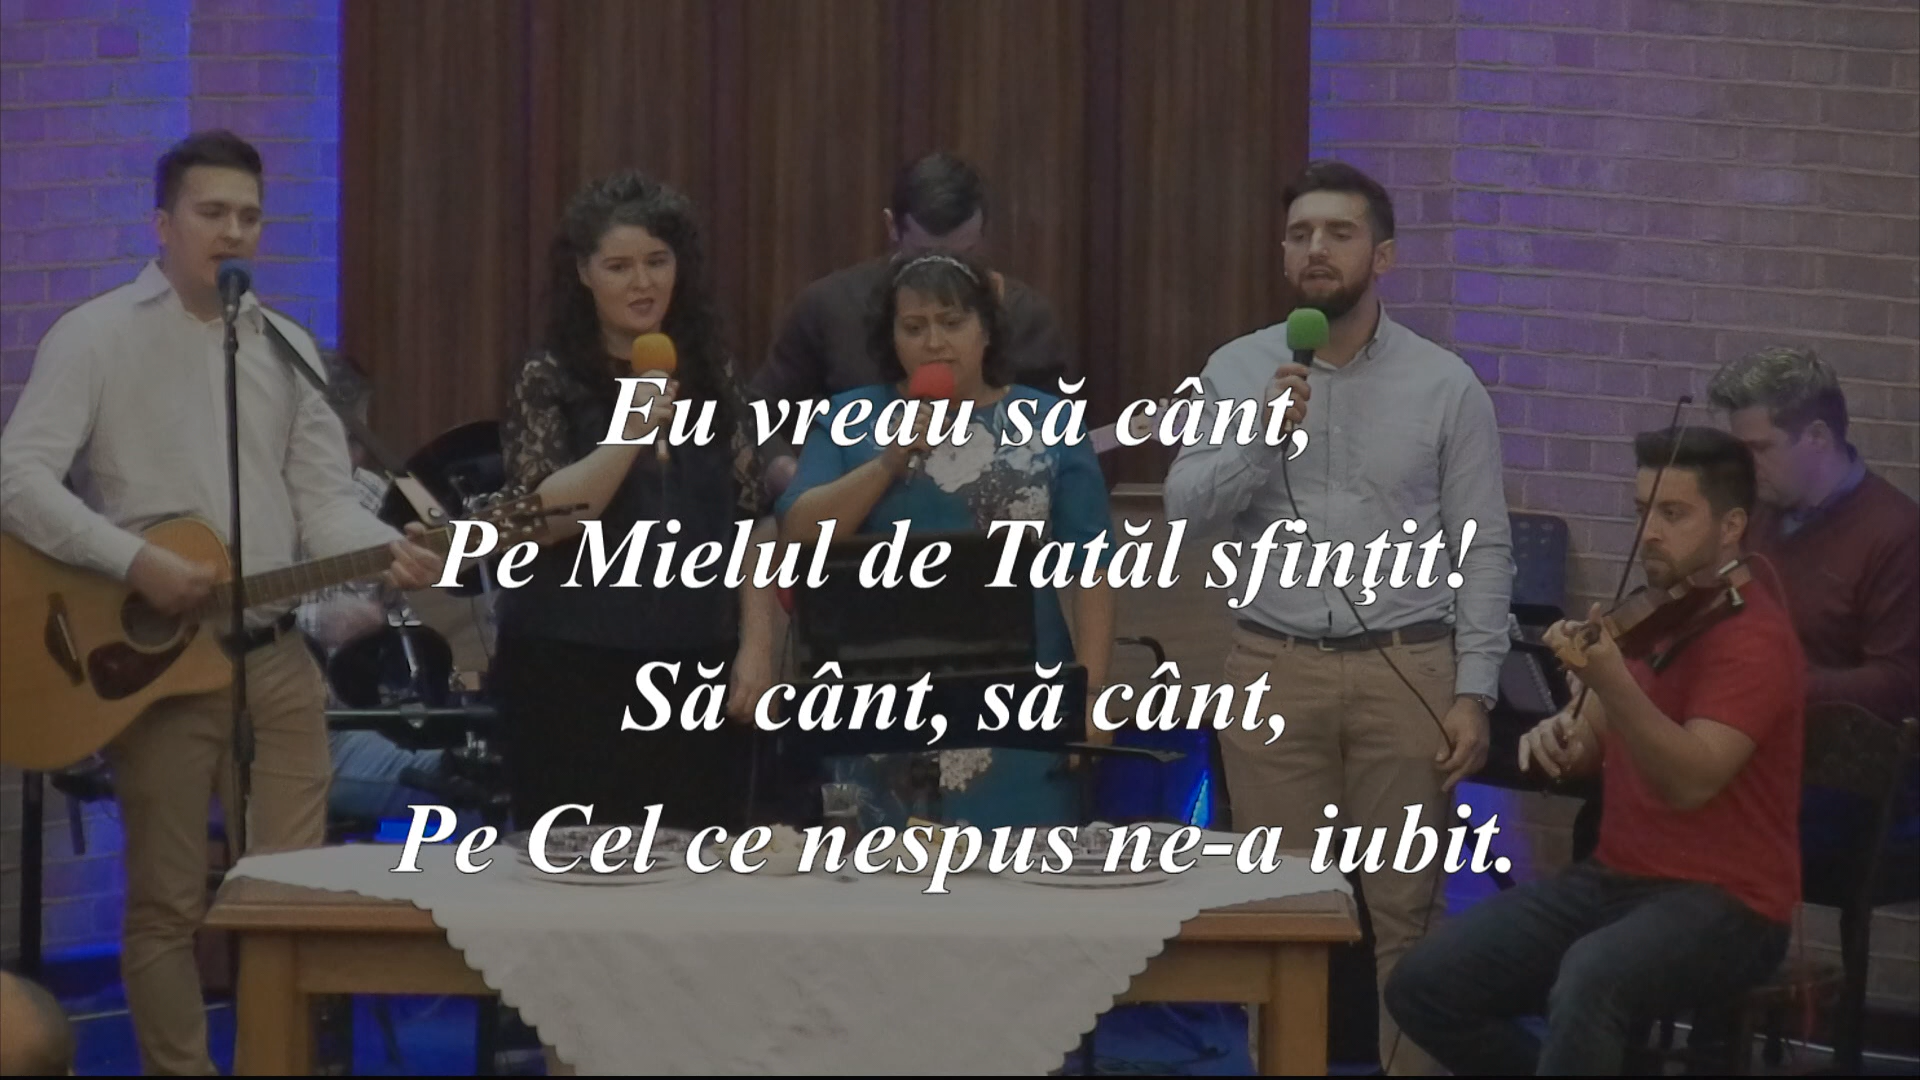 Eu vreau să cânt,
Pe Mielul de Tatăl sfinţit!
Să cânt, să cânt,
Pe Cel ce nespus ne-a iubit.